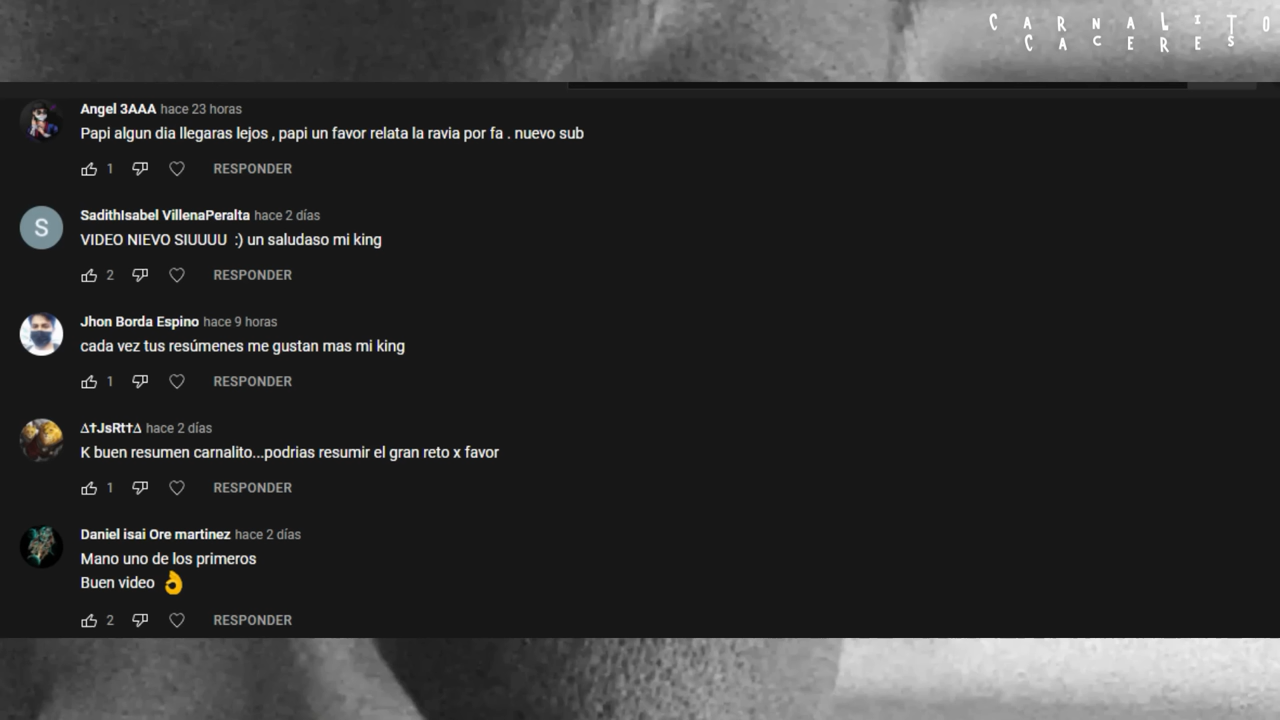 CARNALITO
CACERES
Angel 3AAA hace 23 horas
Papi algun dia llegaras lejos , papi un favor relata la ravia por fa . nuevo sub
1 RESPONDER
S
SadithIsabel VillenaPeralta hace 2 días
VIDEO NIEVO SIUUUU :) un saludaso mi king
2 RESPONDER
Jhon Borda Espino hace 9 horas
cada vez tus resúmenes me gustan mas mi king
1 RESPONDER
∆†JsRt†∆ hace 2 días
K buen resumen carnalito...podrias resumir el gran reto x favor
1 RESPONDER
Daniel isai Ore martinez hace 2 días
Mano uno de los primeros
Buen video 👌
2 RESPONDER